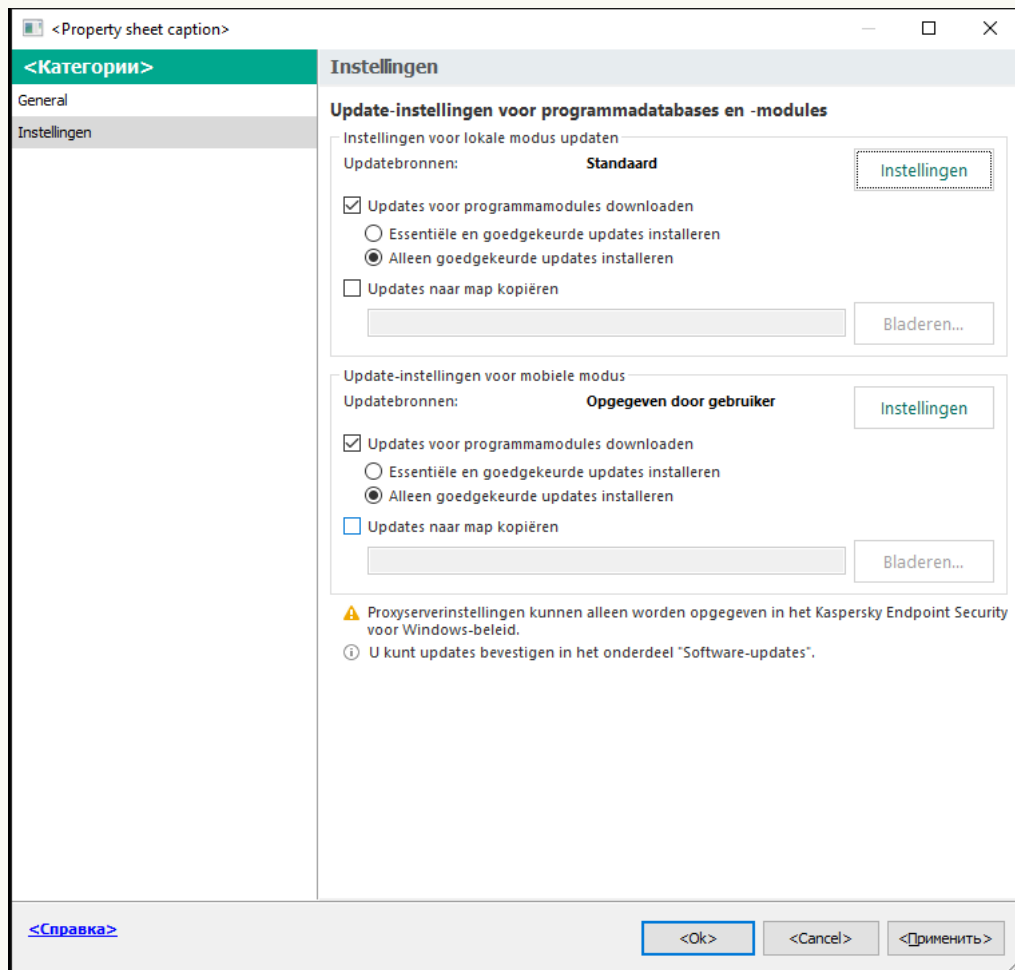 <Property sheet caption>
<Категории>
General
Instellingen
Instellingen
Update-instellingen voor programmadatabases en -modules
Instellingen voor lokale modus updaten
Updatebronnen: Standaard Instellingen
Updates voor programmamodules downloaden
Essentiële en goedgekeurde updates installeren
Alleen goedgekeurde updates installeren
Updates naar map kopiëren
Bladeren...
Update-instellingen voor mobiele modus
Updatebronnen: Opgegeven door gebruiker Instellingen
Updates voor programmamodules downloaden
Essentiële en goedgekeurde updates installeren
Alleen goedgekeurde updates installeren
Updates naar map kopiëren
Bladeren...
Proxyserverinstellingen kunnen alleen worden opgegeven in het Kaspersky Endpoint Security
voor Windows-beleid.
U kunt updates bevestigen in het onderdeel "Software-updates".
<Справка>
<Ok> <Cancel> <Применить>